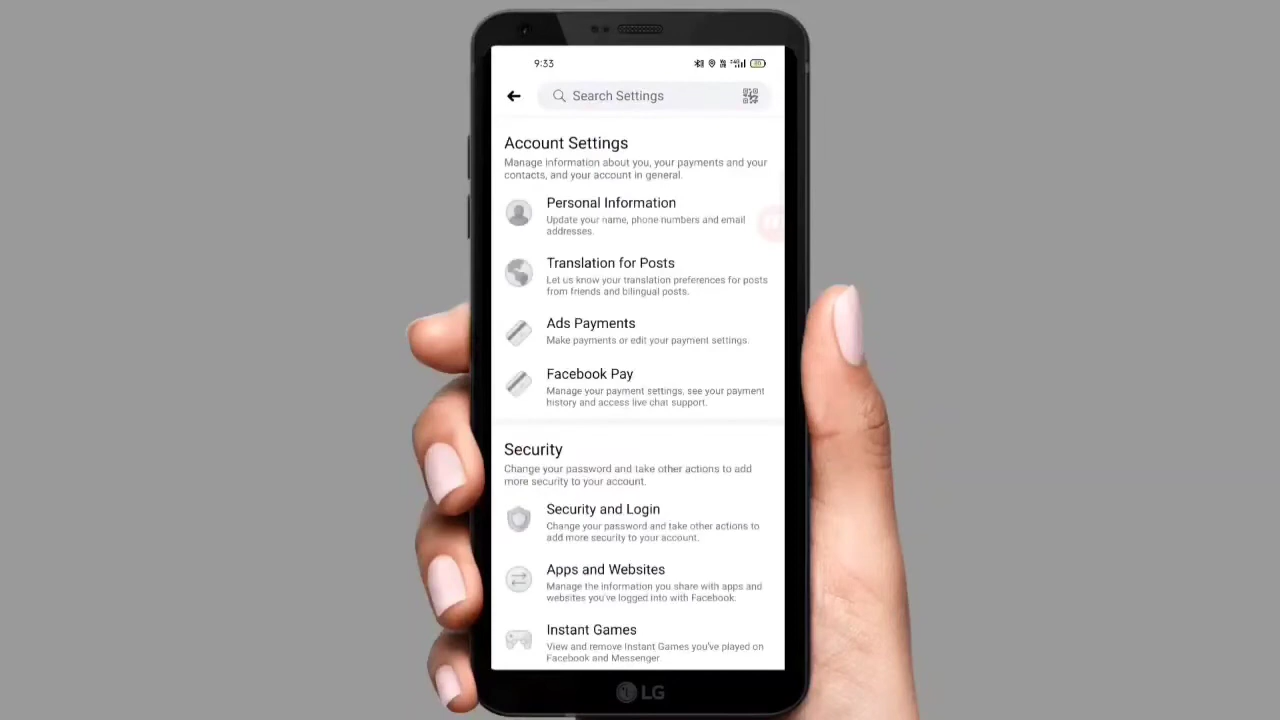 9:33
Search Settings
Account Settings
Manage information about you, your payments and your
contacts, and your account in general.
Personal Information
Update your name, phone numbers and email
addresses.
Translation for Posts
Let us know your translation preferences for posts
from friends and bilingual posts.
Ads Payments
Make payments or edit your payment settings.
Facebook Pay
Manage your payment settings, see your payment
history and access live chat support.
Security
Change your password and take other actions to add
more security to your account.
Security and Login
Change your password and take other actions to
add more security to your account.
Apps and Websites
Manage the information you share with apps and
websites you've logged into with Facebook.
Instant Games
View and remove Instant Games you've played on
Facebook and Messenger
LG